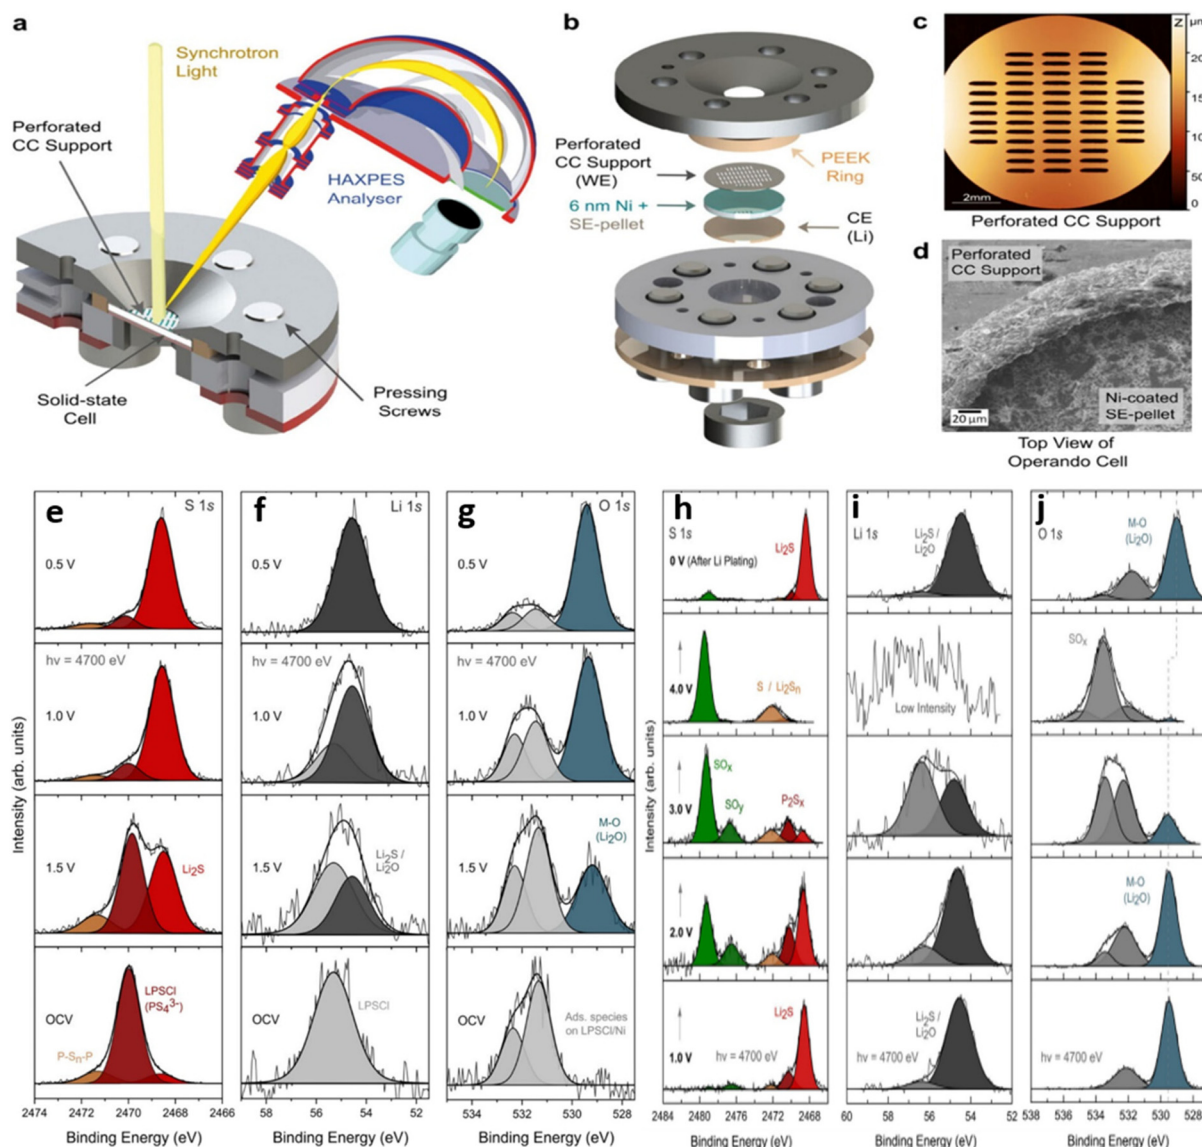 a
Synchrotron
Light
Perforated
CC Support
HAXPES
Analyser
Solid-state
Cell
Pressing
Screws
b
Perforated
CC Support
(WE)
PEEK
Ring
6 nm Ni +
SE-pellet
CE
(Li)
c
Z
µm
20
15
10
50
0
2mm
Perforated CC Support
d
Perforated
CC Support
Ni-coated
SE-pellet
20 µm
Top View of
Operando Cell
e
S 1s
0.5 V
hν = 4700 eV
1.0 V
1.5 V
Li₂S
LPSCl
(PS₄³⁻)
OCV
P-Sₙ-P
2474 2472 2470 2468 2466
Binding Energy (eV)
Intensity (arb. units)
f
Li 1s
0.5 V
hν = 4700 eV
1.0 V
1.5 V
Li₂S /
Li₂O
LPSCl
OCV
58 55 52
Binding Energy (eV)
g
O 1s
0.5 V
hν = 4700 eV
1.0 V
M-O
(Li₂O)
1.5 V
Ads. species
on LPSCl/Ni
OCV
534 532 530 528
Binding Energy (eV)
h
S 1s
0 V (After Li Plating)
Li₂S
4.0 V
S / Li₂Sₙ
SOₓ
SOᵧ
P₂Sₓ
3.0 V
2.0 V
Li₂S
1.0 V
hν = 4700 eV
2484 2480 2476 2472 2468
Binding Energy (eV)
Intensity (arb. units)
i
Li 1s
Li₂S /
Li₂O
Low Intensity
Li₂S /
Li₂O
hν = 4700 eV
60 58 56 54 52
Binding Energy (eV)
j
O 1s
M-O
(Li₂O)
SOₓ
M-O
(Li₂O)
hν = 4700 eV
538 536 534 532 530 528
Binding Energy (eV)